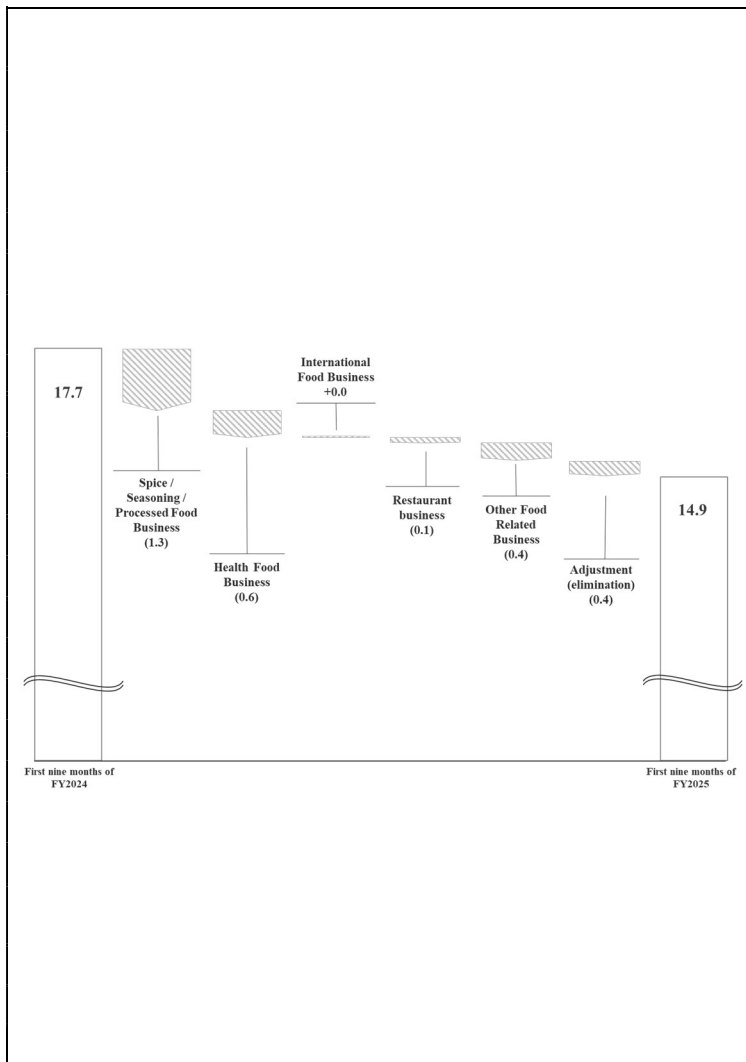 17.7
Spice /
Seasoning /
Processed Food
Business
(1.3)
Health Food
Business
(0.6)
International
Food Business
+0.0
Restaurant
business
(0.1)
Other Food
Related
Business
(0.4)
Adjustment
(elimination)
(0.4)
14.9
First nine months of
FY2024
First nine months of
FY2025